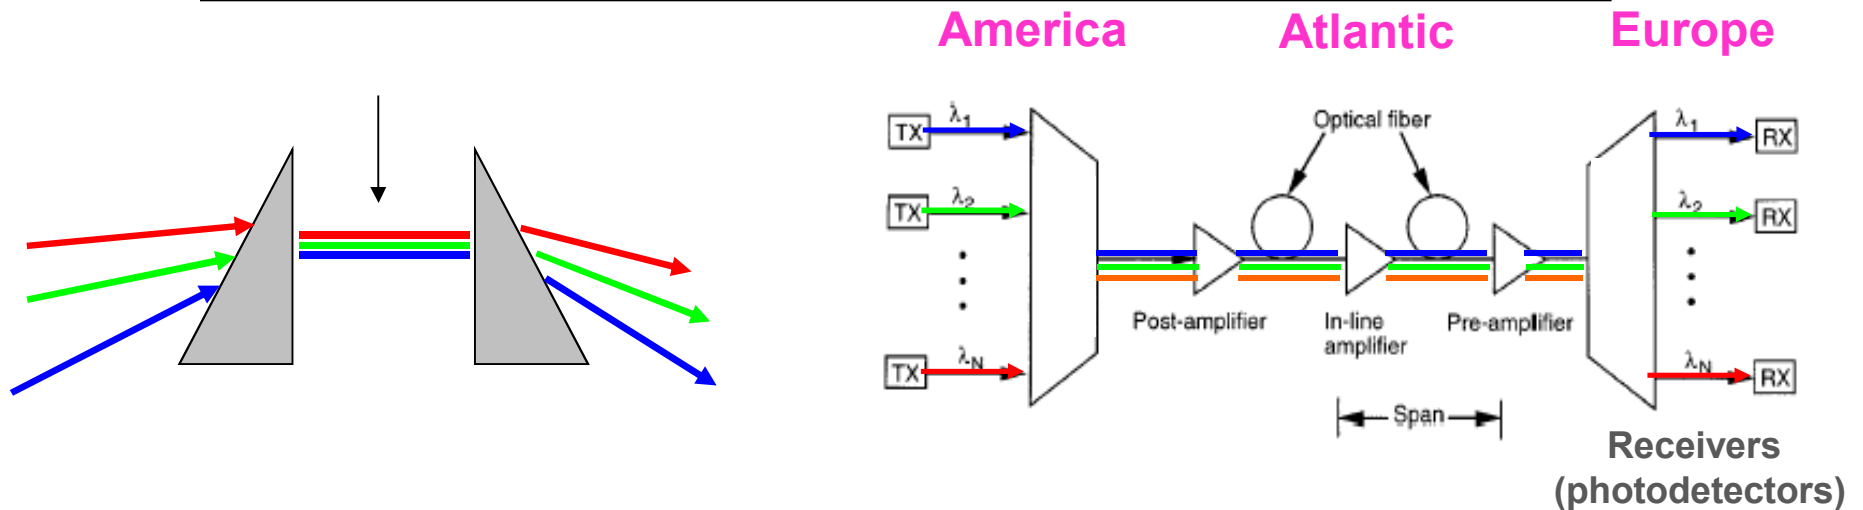 America Atlantic Europe
Optical fiber
TX λ1
λ1 RX
TX λ2
λ2 RX
Post-amplifier
In-line
amplifier
Pre-amplifier
TX λN
λN RX
Span
Receivers
(photodetectors)